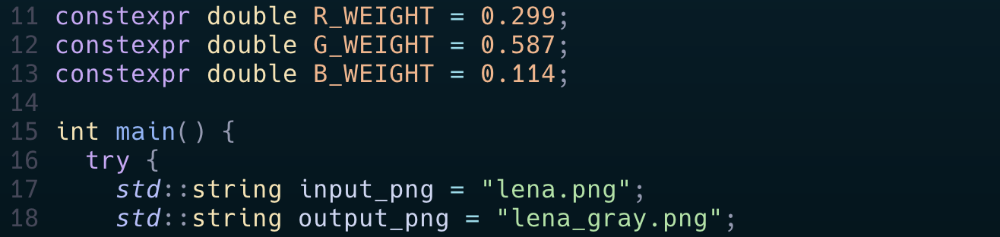 11 constexpr double R_WEIGHT = 0.299;
12 constexpr double G_WEIGHT = 0.587;
13 constexpr double B_WEIGHT = 0.114;
14
15 int main() {
16   try {
17     std::string input_png = "lena.png";
18     std::string output_png = "lena_gray.png";